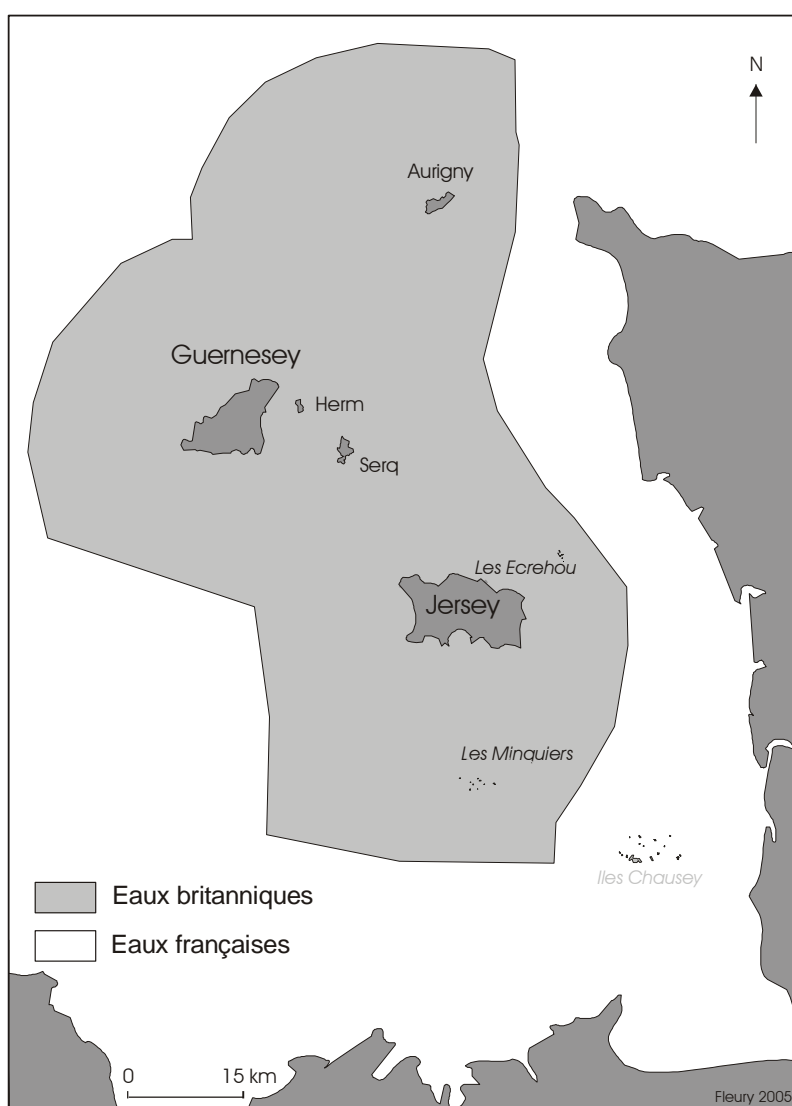 N
Aurigny
Guernesey
Herm
Serq
Les Ecrehou
Jersey
Les Minquiers
Iles Chausey
Eaux britanniques
Eaux françaises
0 15 km
Fleury 2005